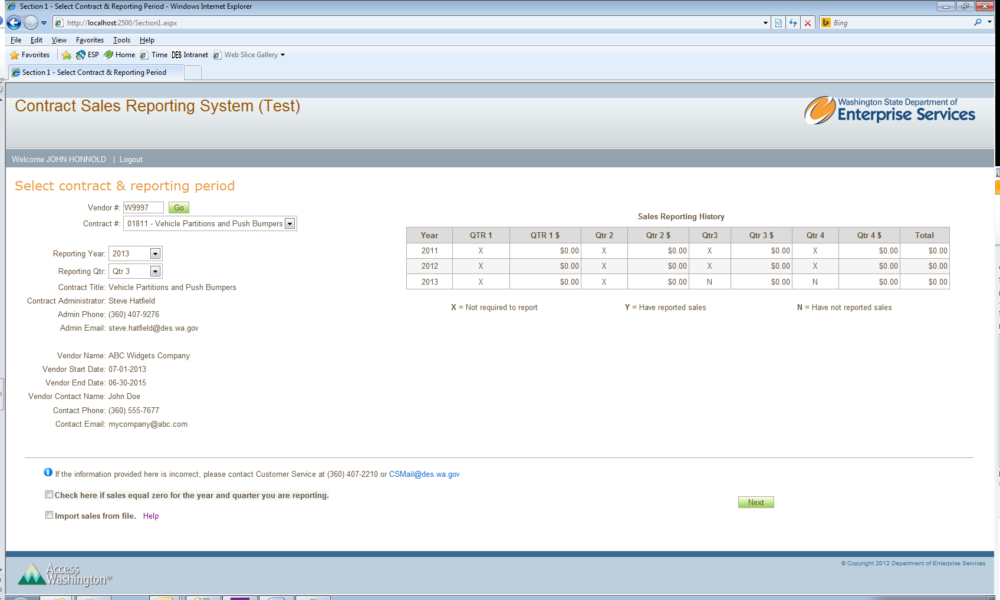 Section 1 - Select Contract & Reporting Period - Windows Internet Explorer
http://localhost:2500/Section1.aspx
Bing
File Edit View Favorites Tools Help
Favorites ESP Home Time DES Intranet Web Slice Gallery
Section 1 - Select Contract & Reporting Period
Contract Sales Reporting System (Test)
Washington State Department of
Enterprise Services
Welcome JOHN HONNOLD | Logout
Select contract & reporting period
Vendor #: W9997 Go
Contract #: 01811 - Vehicle Partitions and Push Bumpers
Reporting Year: 2013
Reporting Qtr: Qtr 3
Contract Title: Vehicle Partitions and Push Bumpers
Contract Administrator: Steve Hatfield
Admin Phone: (360) 407-9276
Admin Email: steve.hatfield@des.wa.gov
Vendor Name: ABC Widgets Company
Vendor Start Date: 07-01-2013
Vendor End Date: 06-30-2015
Vendor Contact Name: John Doe
Contact Phone: (360) 555-7677
Contact Email: mycompany@abc.com
Sales Reporting History
Year QTR 1 QTR 1 $ Qtr 2 Qtr 2 $ Qtr3 Qtr 3 $ Qtr 4 Qtr 4 $ Total
2011 X $0.00 X $0.00 X $0.00 X $0.00 $0.00
2012 X $0.00 X $0.00 X $0.00 X $0.00 $0.00
2013 X $0.00 X $0.00 N $0.00 N $0.00 $0.00
X = Not required to report Y = Have reported sales N = Have not reported sales
If the information provided here is incorrect, please contact Customer Service at (360) 407-2210 or CSMail@des.wa.gov
Check here if sales equal zero for the year and quarter you are reporting.
Next
Import sales from file. Help
Access
Washington®
© Copyright 2012 Department of Enterprise Services